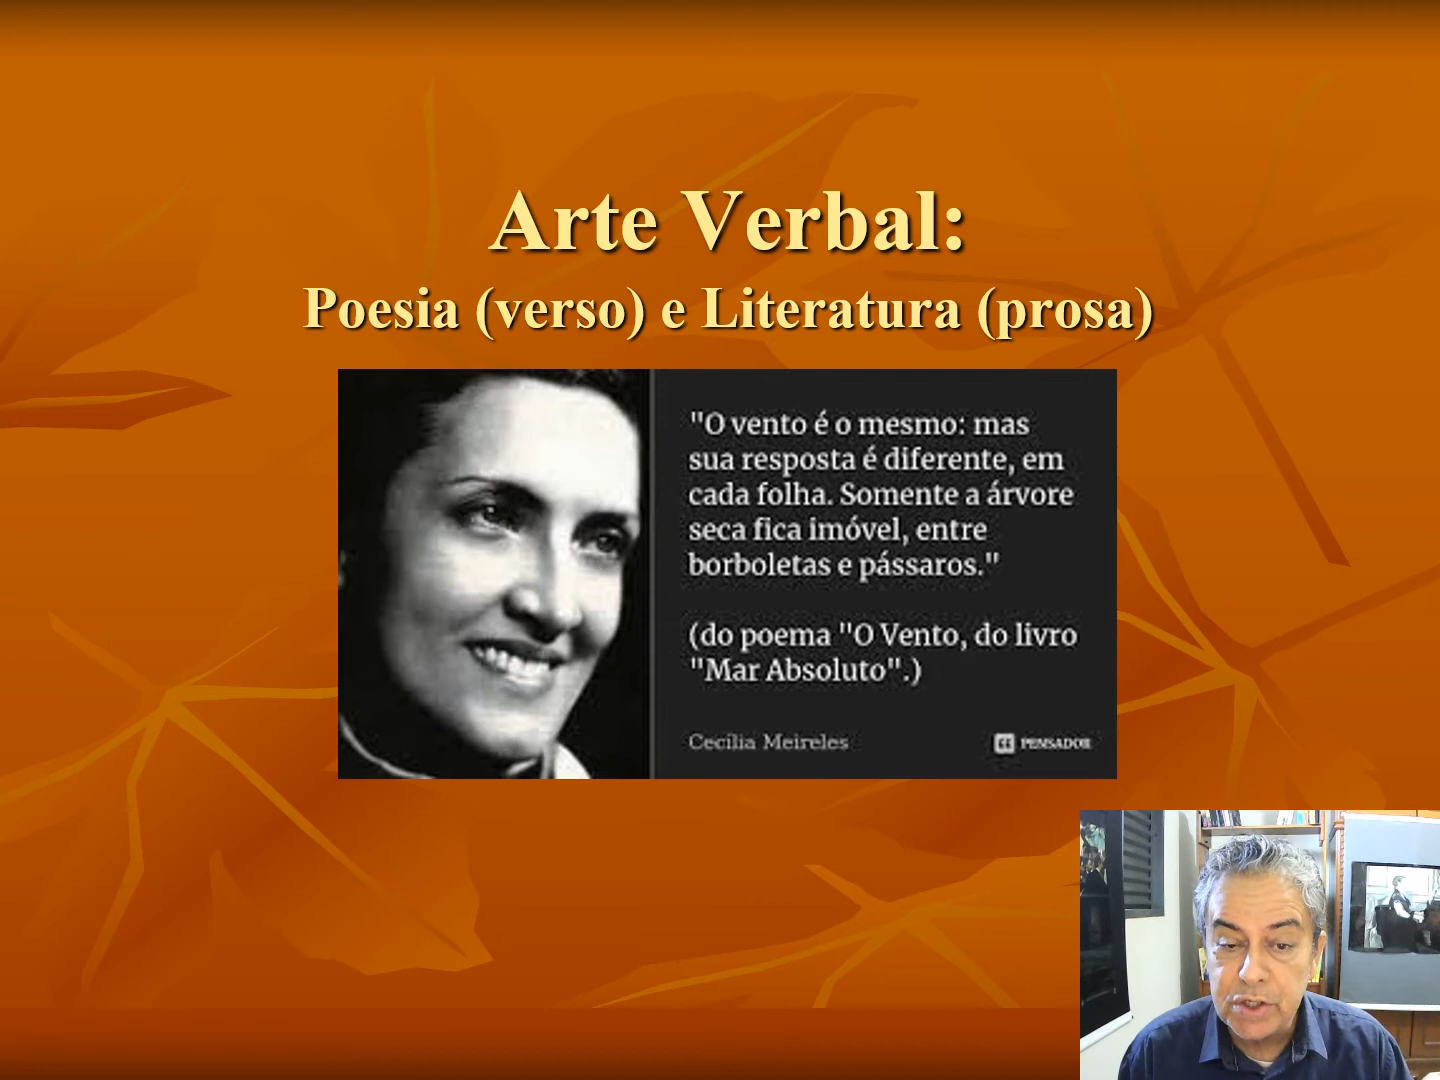 Arte Verbal:
Poesia (verso) e Literatura (prosa)
"O vento é o mesmo: mas
sua resposta é diferente, em
cada folha. Somente a árvore
seca fica imóvel, entre
borboletas e pássaros."
(do poema "O Vento, do livro
"Mar Absoluto".)
Cecília Meireles
PENSADOR